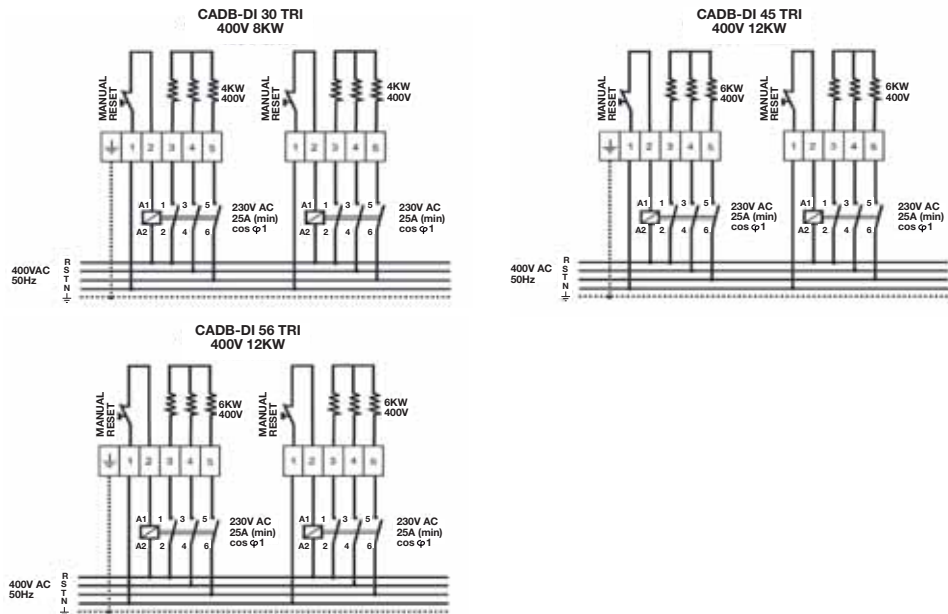 CADB-DI 30 TRI
400V 8KW
MANUAL
RESET
4KW
400V
MANUAL
RESET
4KW
400V
1 2 3 4 5
1 2 3 4 5
A1 1 3 5
A2 2 4 6
230V AC
25A (min)
cos φ1
A1 1 3 5
A2 2 4 6
230V AC
25A (min)
cos φ1
400VAC
50Hz
R
S
T
N
CADB-DI 45 TRI
400V 12KW
MANUAL
RESET
6KW
400V
MANUAL
RESET
6KW
400V
1 2 3 4 5
1 2 3 4 5
A1 1 3 5
A2 2 4 6
230V AC
25A (min)
cos φ1
A1 1 3 5
A2 2 4 6
230V AC
25A (min)
cos φ1
400V AC
50Hz
R
S
T
N
CADB-DI 56 TRI
400V 12KW
MANUAL
RESET
6KW
400V
MANUAL
RESET
6KW
400V
1 2 3 4 5
1 2 3 4 5
A1 1 3 5
A2 2 4 6
230V AC
25A (min)
cos φ1
A1 1 3 5
A2 2 4 6
230V AC
25A (min)
cos φ1
400V AC
50Hz
R
S
T
N